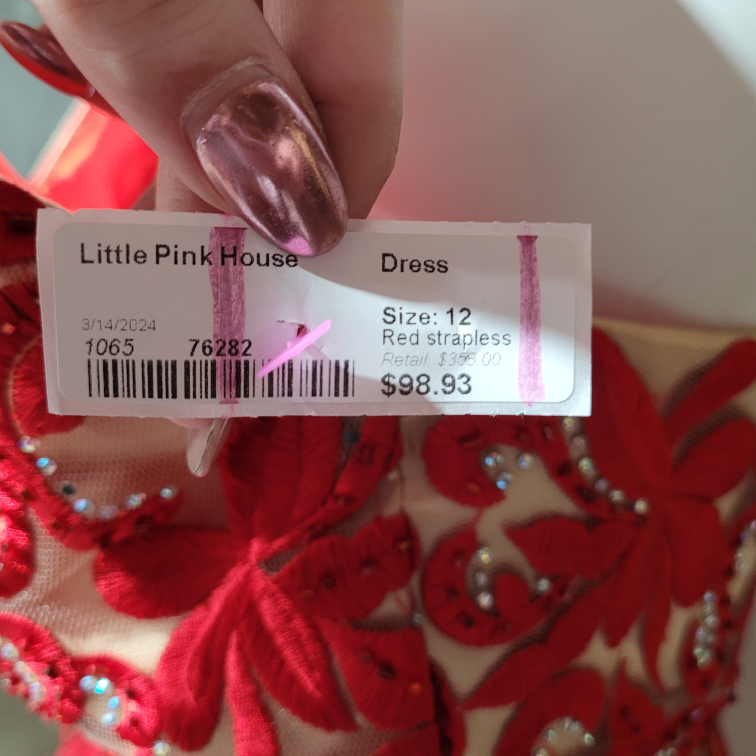 Little Pink House
3/14/2024
1065 76282
Dress
Size: 12
Red strapless
Retail: $358.00
$98.93